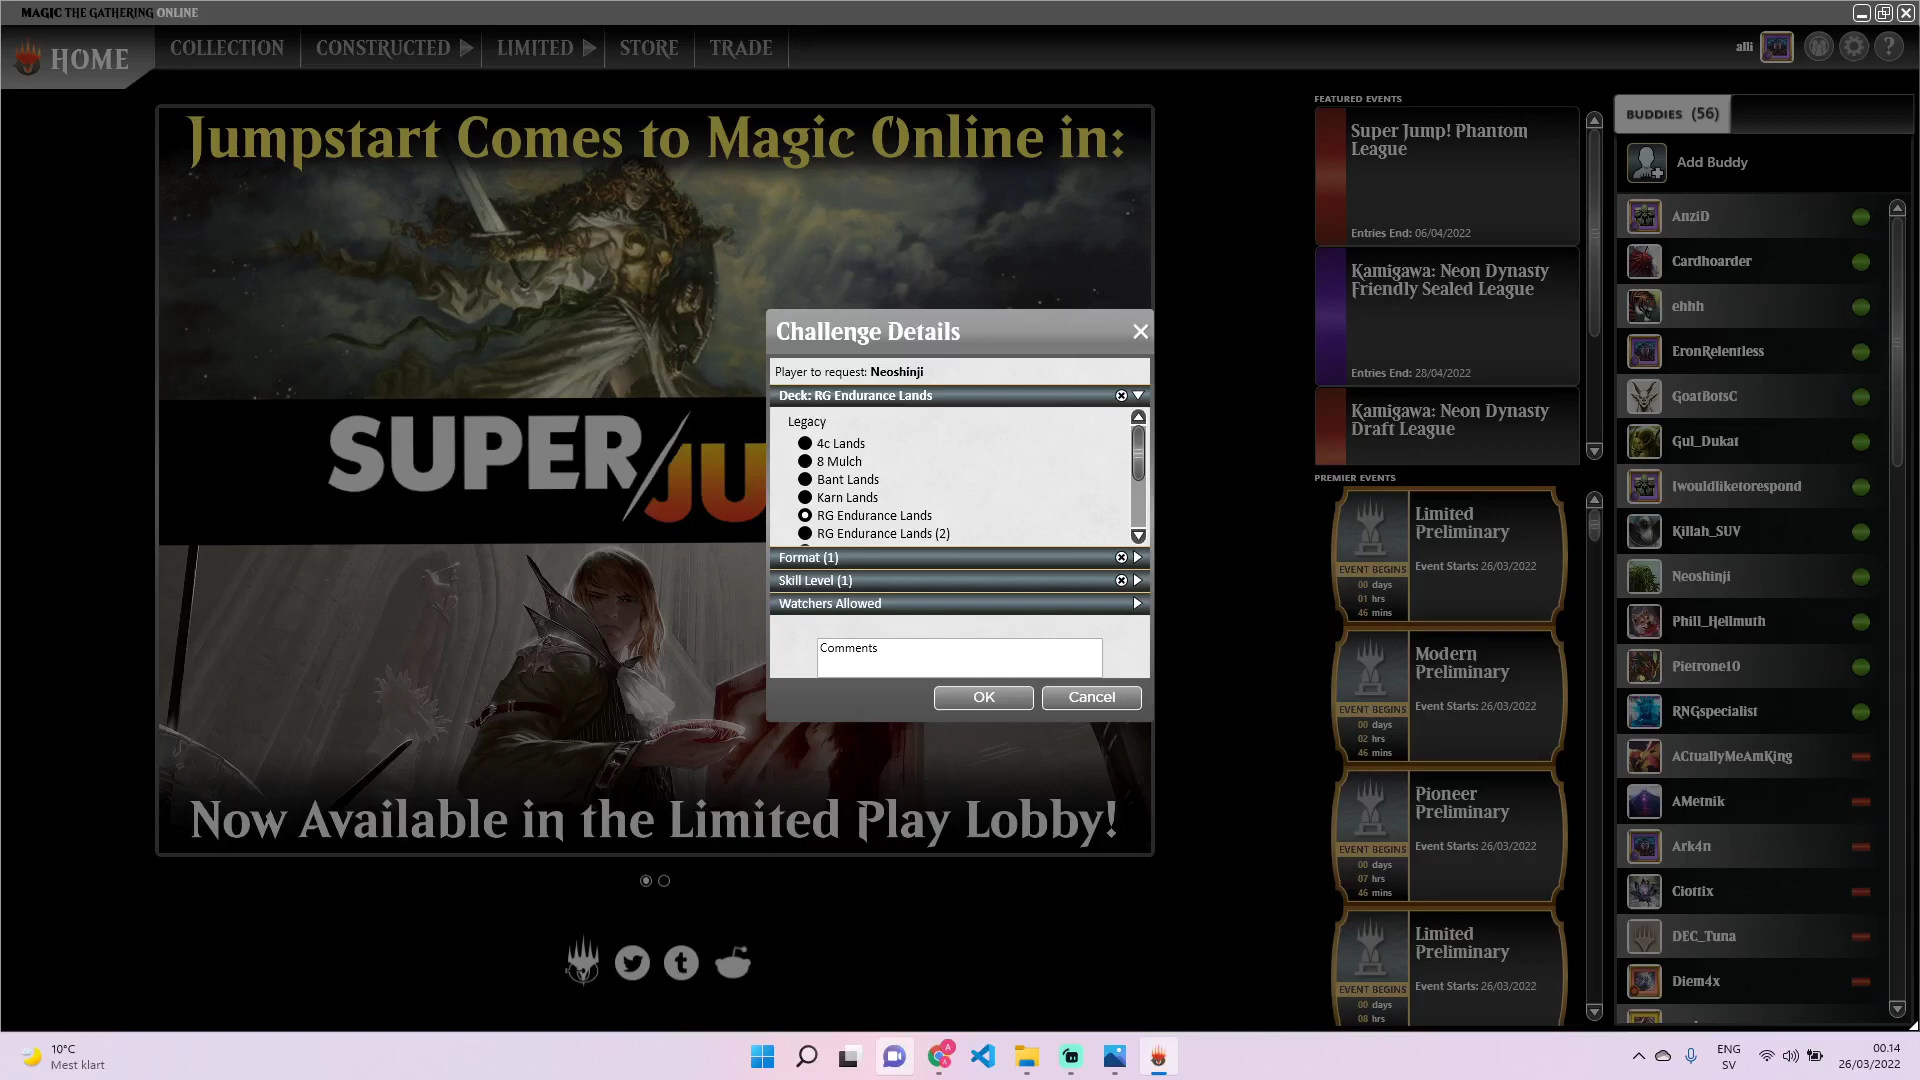 MAGIC THE GATHERING ONLINE
HOME
COLLECTION
CONSTRUCTED
LIMITED
STORE
TRADE
alli
Jumpstart Comes to Magic Online in:
SUPER/JU
Now Available in the Limited Play Lobby!
Challenge Details
Player to request: Neoshinji
Deck: RG Endurance Lands
Legacy
4c Lands
8 Mulch
Bant Lands
Karn Lands
RG Endurance Lands
RG Endurance Lands (2)
Format (1)
Skill Level (1)
Watchers Allowed
Comments
OK
Cancel
FEATURED EVENTS
Super Jump! Phantom
League
Entries End: 06/04/2022
Kamigawa: Neon Dynasty
Friendly Sealed League
Entries End: 28/04/2022
Kamigawa: Neon Dynasty
Draft League
PREMIER EVENTS
Limited
Preliminary
Event Starts: 26/03/2022
EVENT BEGINS
00 days
01 hrs
46 mins
Modern
Preliminary
Event Starts: 26/03/2022
EVENT BEGINS
00 days
02 hrs
46 mins
Pioneer
Preliminary
Event Starts: 26/03/2022
EVENT BEGINS
00 days
07 hrs
46 mins
Limited
Preliminary
Event Starts: 26/03/2022
EVENT BEGINS
00 days
08 hrs
BUDDIES (56)
Add Buddy
AnziD
Cardhoarder
ehhh
EronRelentless
GoatBotsC
Gul_Dukat
Iwouldliketorespond
Killah_SUV
Neoshinji
Phill_Hellmuth
Pietrone10
RNGspecialist
ACtuallyMeAmKing
AMetnik
Ark4n
Ciottix
DEC_Tuna
Diem4x
10°C
Mest klart
ENG
SV
00.14
26/03/2022